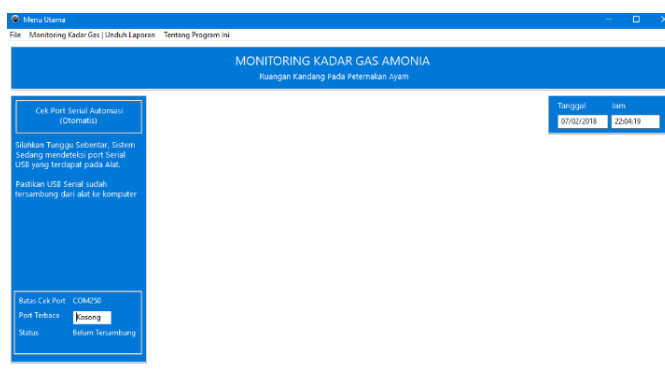 Menu Utama
File Monitoring Kadar Gas | Unduh Laporan Tentang Program Ini
MONITORING KADAR GAS AMONIA
Ruangan Kandang Pada Peternakan Ayam
Cek Port Serial Automasi
(Otomatis)
Silahkan Tunggu Sebentar, Sistem
Sedang mendeteksi port Serial
USB yang terdapat pada Alat.
Pastikan USB Serial sudah
tersambung dari alat ke komputer
Batas Cek Port COM250
Port Terbaca Kosong
Status Belum Tersambung
Tanggal Jam
07/02/2018 22:04:19